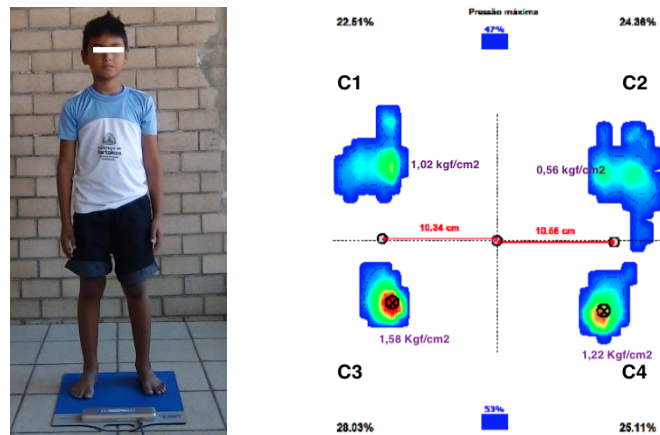 Fortaleza
22.51%
Pressão máxima
24.36%
47%
C1
C2
1,02 kgf/cm2
0,56 kgf/cm2
10.34 cm
10.66 cm
1,58 Kgf/cm2
1,22 Kgf/cm2
C3
C4
53%
28.03%
25.11%